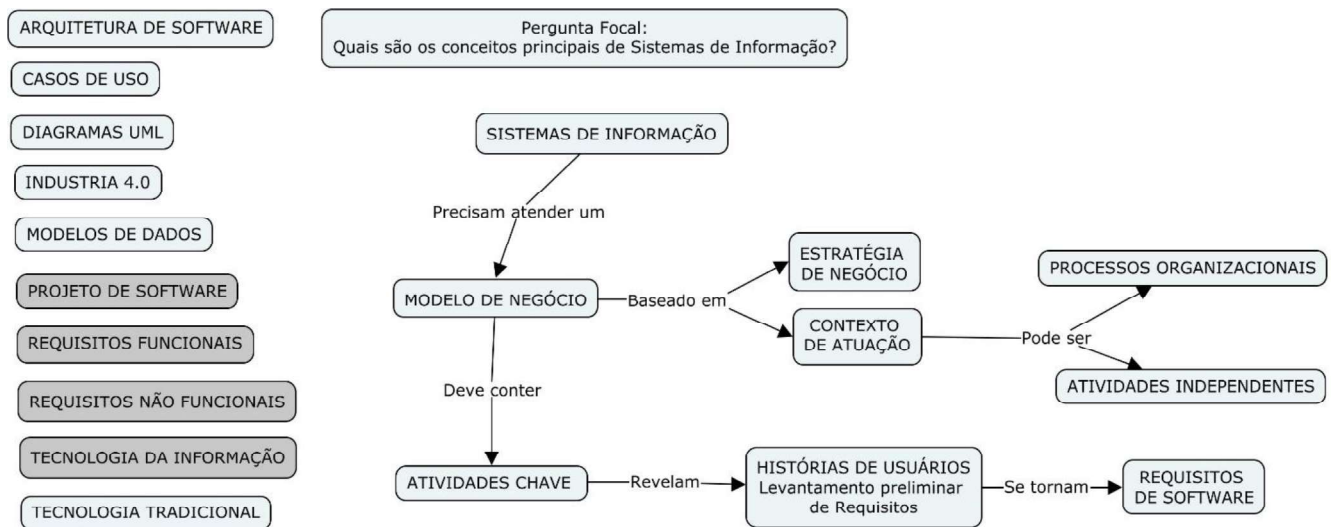 ARQUITETURA DE SOFTWARE
CASOS DE USO
DIAGRAMAS UML
INDUSTRIA 4.0
MODELOS DE DADOS
PROJETO DE SOFTWARE
REQUISITOS FUNCIONAIS
REQUISITOS NÃO FUNCIONAIS
TECNOLOGIA DA INFORMAÇÃO
TECNOLOGIA TRADICIONAL
Pergunta Focal:
Quais são os conceitos principais de Sistemas de Informação?
SISTEMAS DE INFORMAÇÃO
Precisam atender um
MODELO DE NEGÓCIO
Baseado em
ESTRATÉGIA
DE NEGÓCIO
CONTEXTO
DE ATUAÇÃO
Pode ser
PROCESSOS ORGANIZACIONAIS
ATIVIDADES INDEPENDENTES
Deve conter
ATIVIDADES CHAVE
Revelam
HISTÓRIAS DE USUÁRIOS
Levantamento preliminar
de Requisitos
Se tornam
REQUISITOS
DE SOFTWARE